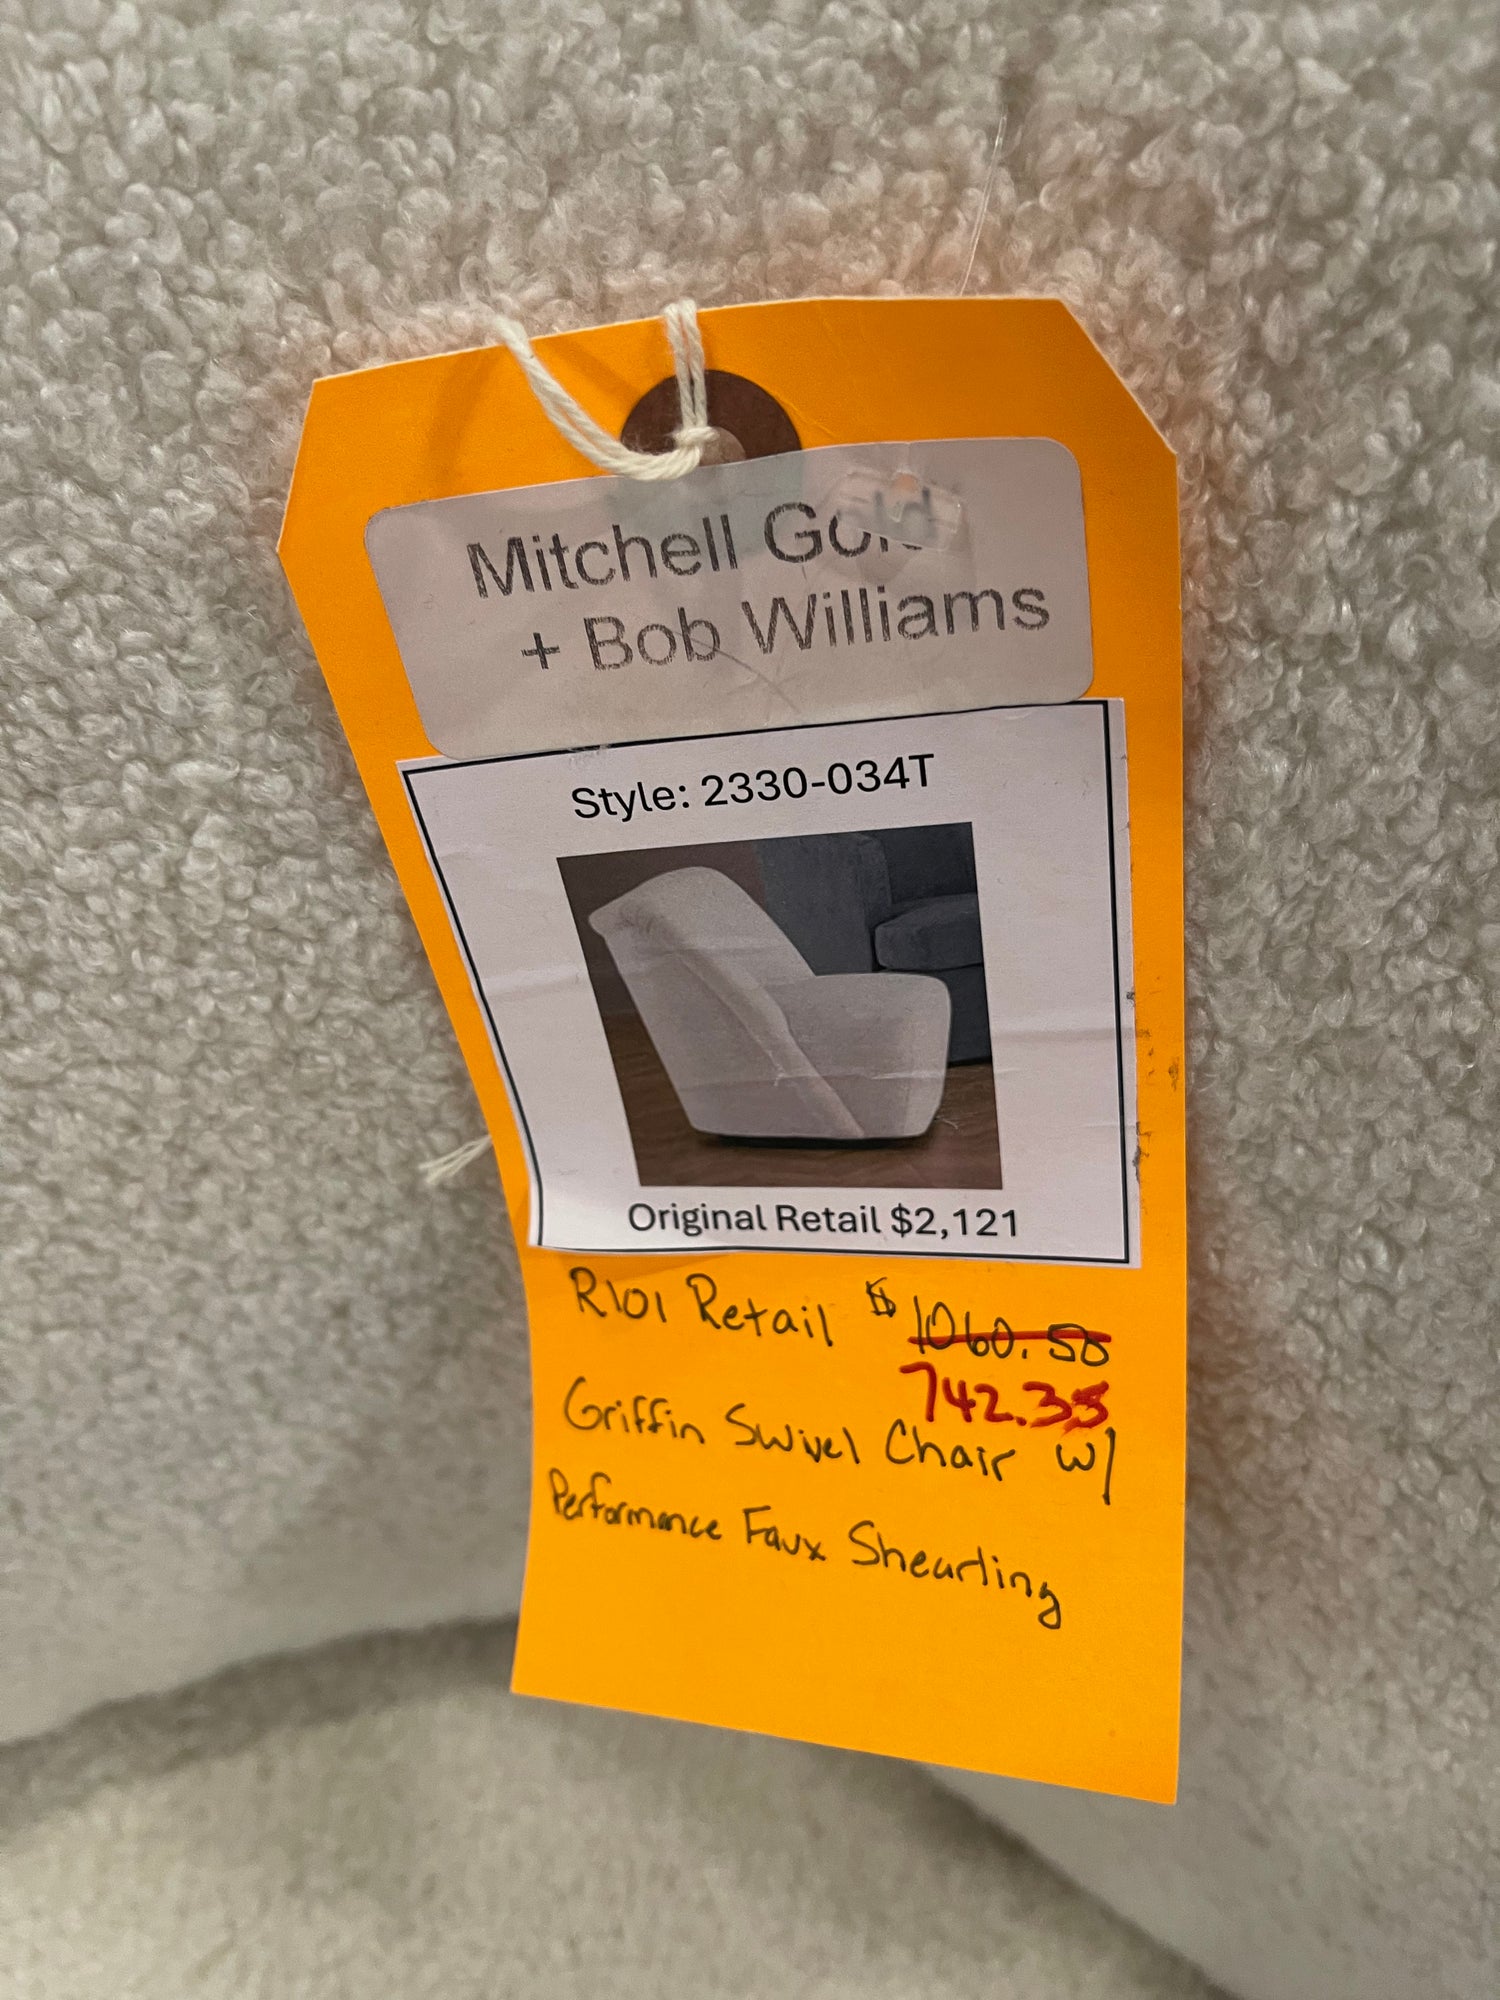 Mitchell Gold
+ Bob Williams
Style: 2330-034T
Original Retail $2,121
R101 Retail $1060.50
742.35
Griffin Swivel Chair w/
Performance Faux Shearling